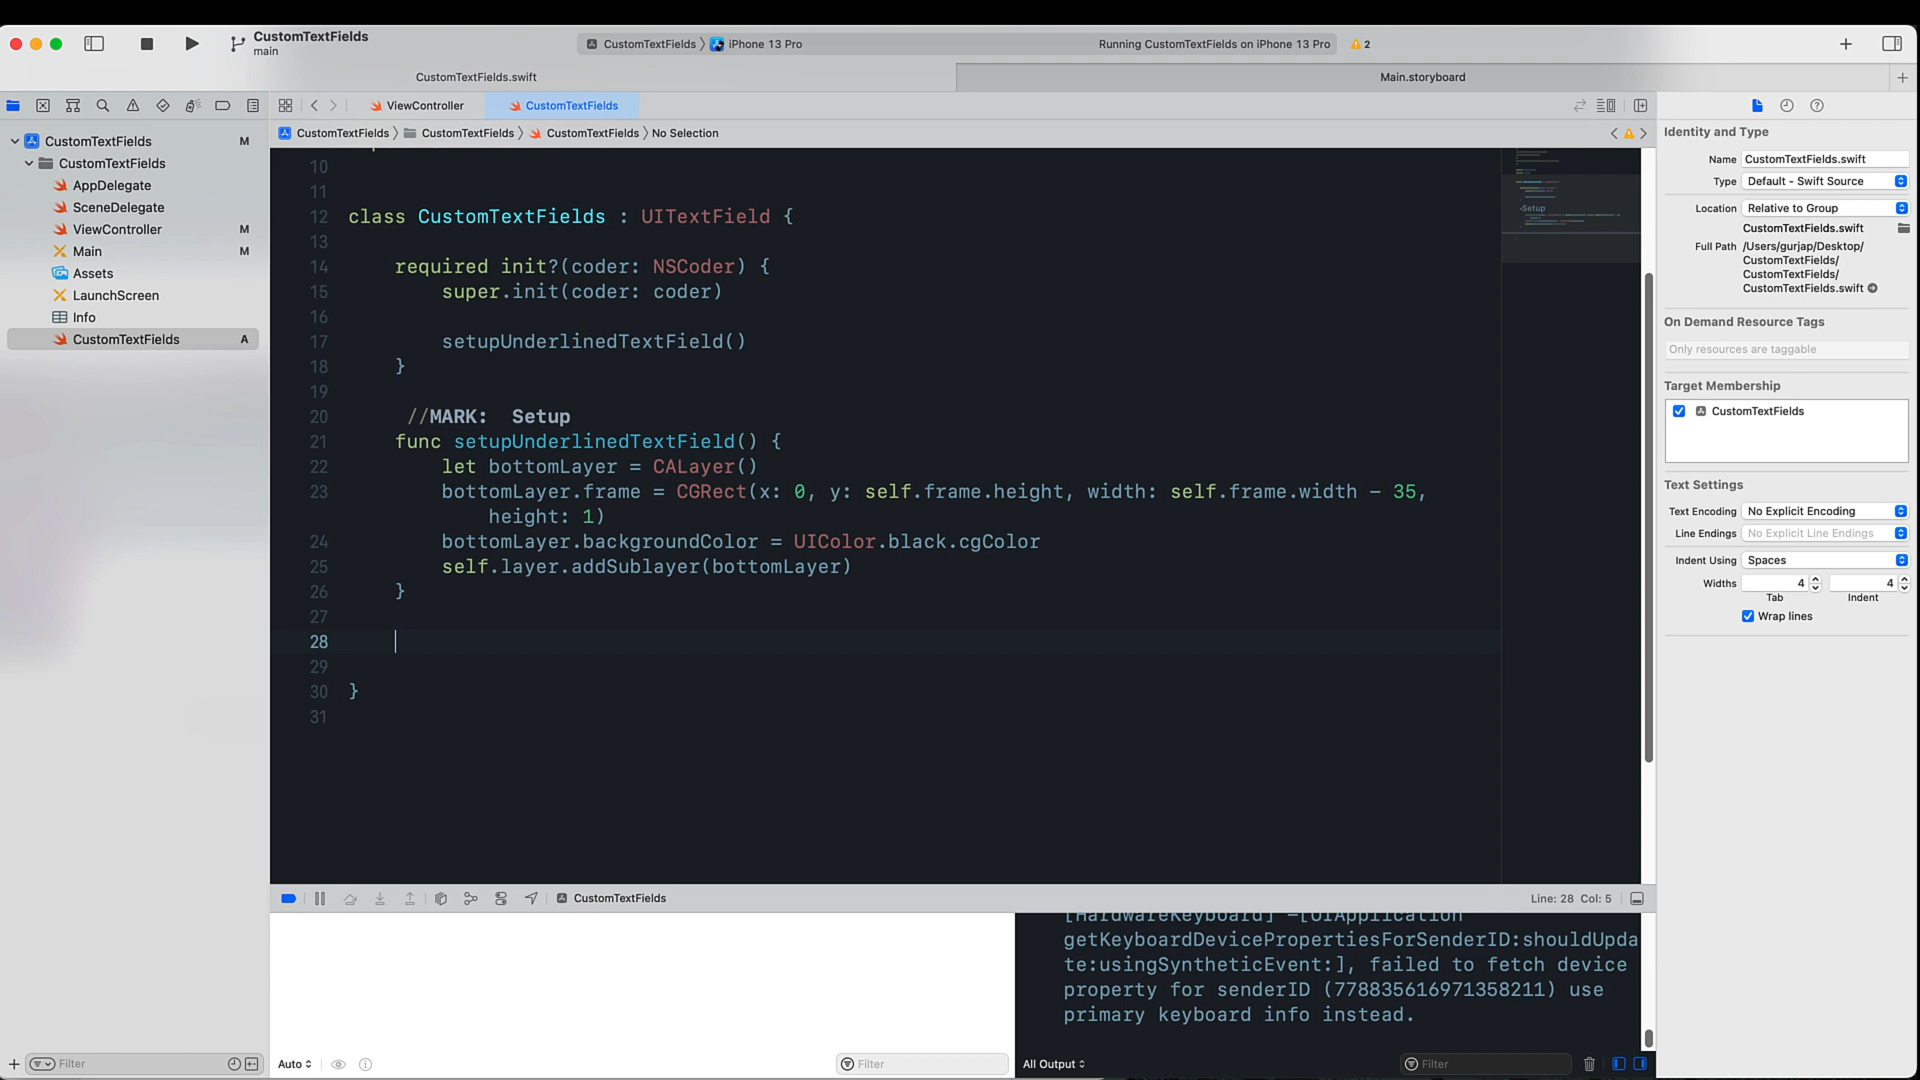 CustomTextFields
main
CustomTextFields
iPhone 13 Pro
Running CustomTextFields on iPhone 13 Pro
2
CustomTextFields.swift
Main.storyboard
ViewController
CustomTextFields
CustomTextFields
CustomTextFields
CustomTextFields
No Selection
CustomTextFields M
CustomTextFields
AppDelegate
SceneDelegate
ViewController M
Main M
Assets
LaunchScreen
Info
CustomTextFields A
10
11
12 class CustomTextFields : UITextField {
13
14 required init?(coder: NSCoder) {
15 super.init(coder: coder)
16
17 setupUnderlinedTextField()
18 }
19
20 //MARK: Setup
21 func setupUnderlinedTextField() {
22 let bottomLayer = CALayer()
23 bottomLayer.frame = CGRect(x: 0, y: self.frame.height, width: self.frame.width - 35,
height: 1)
24 bottomLayer.backgroundColor = UIColor.black.cgColor
25 self.layer.addSublayer(bottomLayer)
26 }
27
28
29
30 }
31
Setup
Identity and Type
Name CustomTextFields.swift
Type Default - Swift Source
Location Relative to Group
CustomTextFields.swift
Full Path /Users/gurjap/Desktop/
CustomTextFields/
CustomTextFields/
CustomTextFields.swift
On Demand Resource Tags
Only resources are taggable
Target Membership
CustomTextFields
Text Settings
Text Encoding No Explicit Encoding
Line Endings No Explicit Line Endings
Indent Using Spaces
Widths 4 4
Tab Indent
Wrap lines
CustomTextFields
Line: 28 Col: 5
[HardwareKeyboard] -[UIApplication
getKeyboardDevicePropertiesForSenderID:shouldUpda
te:usingSyntheticEvent:], failed to fetch device
property for senderID (778835616971358211) use
primary keyboard info instead.
Filter
Auto
Filter
All Output
Filter